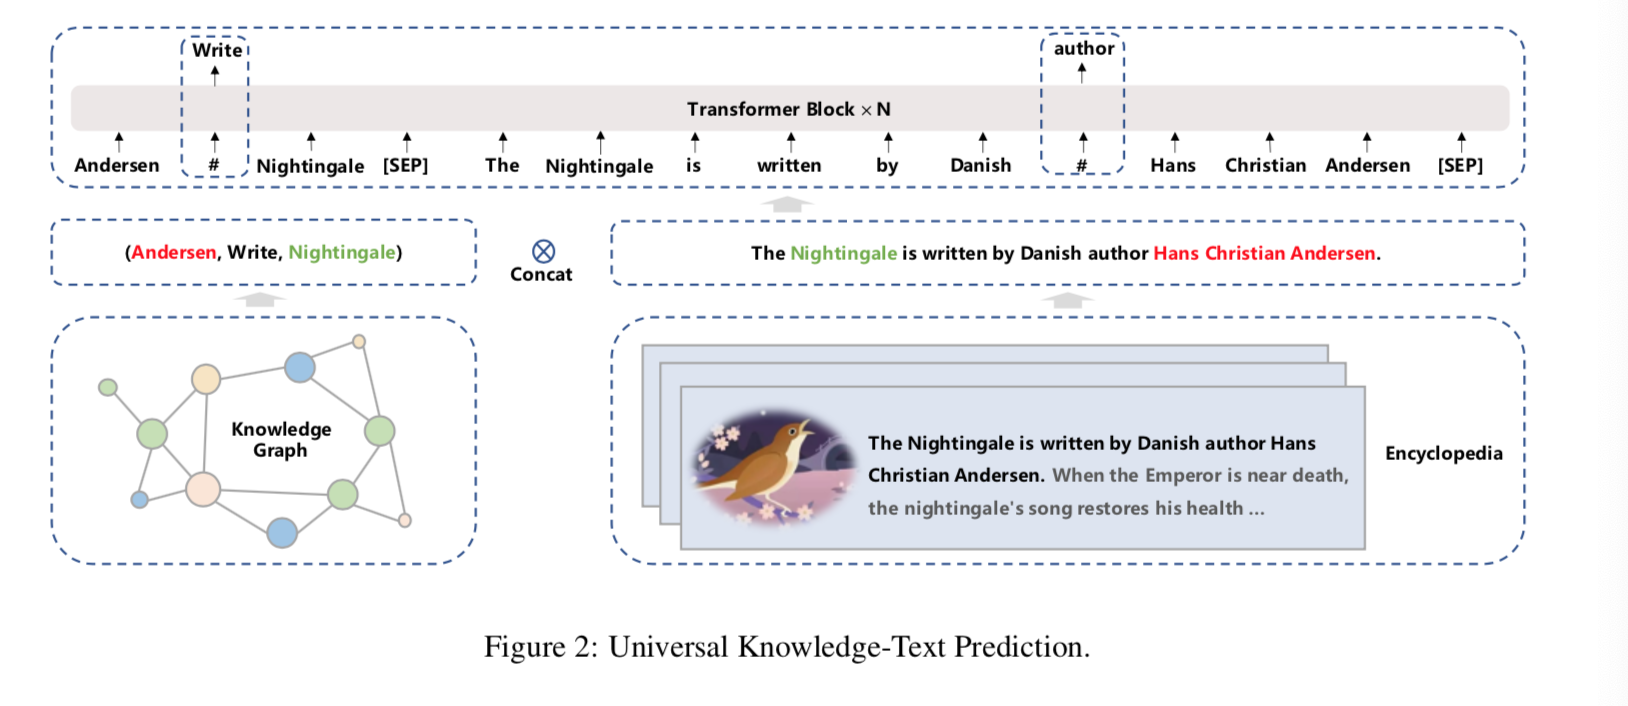 Write author
Transformer Block × N
Andersen # Nightingale [SEP] The Nightingale is written by Danish # Hans Christian Andersen [SEP]
(Andersen, Write, Nightingale)
Concat
The Nightingale is written by Danish author Hans Christian Andersen.
Knowledge
Graph
The Nightingale is written by Danish author Hans
Christian Andersen. When the Emperor is near death,
the nightingale's song restores his health ...
Encyclopedia
Figure 2: Universal Knowledge-Text Prediction.